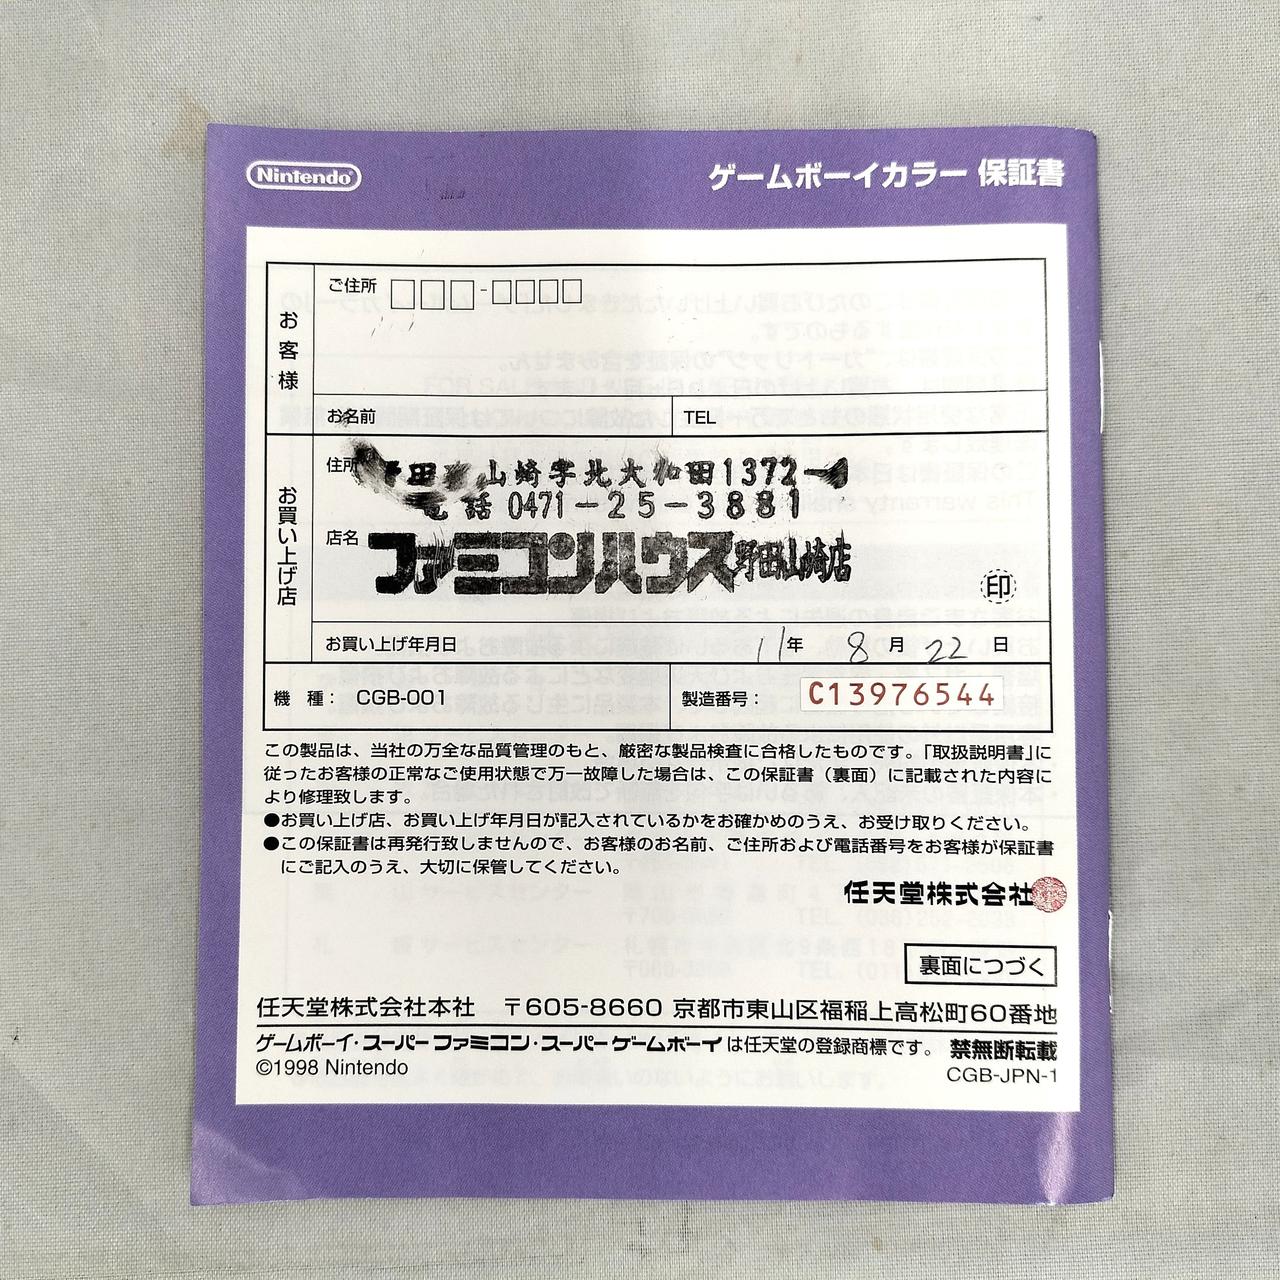 Nintendo
ゲームボーイカラー 保証書
お客様
ご住所 □□□-□□□□
お名前
TEL
お買い上げ店
住所
田 山崎字北大和田1372-
電話 0471-25-3881
店名
ファミコンハウス野田山崎店
印
お買い上げ年月日 11年 8月 22日
機 種： CGB-001
製造番号： C13976544
この製品は、当社の万全な品質管理のもと、厳密な製品検査に合格したものです。「取扱説明書」に
従ったお客様の正常なご使用状態で万一故障した場合は、この保証書（裏面）に記載された内容に
より修理致します。
●お買い上げ店、お買い上げ年月日が記入されているかをお確かめのうえ、お受け取りください。
●この保証書は再発行致しませんので、お客様のお名前、ご住所および電話番号をお客様が保証書
にご記入のうえ、大切に保管してください。
任天堂株式会社
裏面につづく
任天堂株式会社本社 〒605-8660 京都市東山区福稲上高松町60番地
ゲームボーイ・スーパーファミコン・スーパーゲームボーイは任天堂の登録商標です。 禁無断転載
©1998 Nintendo
CGB-JPN-1